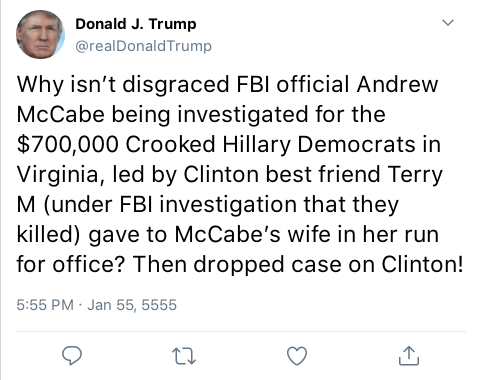 Donald J. Trump
@realDonaldTrump
Why isn't disgraced FBI official Andrew
McCabe being investigated for the
$700,000 Crooked Hillary Democrats in
Virginia, led by Clinton best friend Terry
M (under FBI investigation that they
killed) gave to McCabe's wife in her run
for office? Then dropped case on Clinton!
5:55 PM · Jan 55, 5555